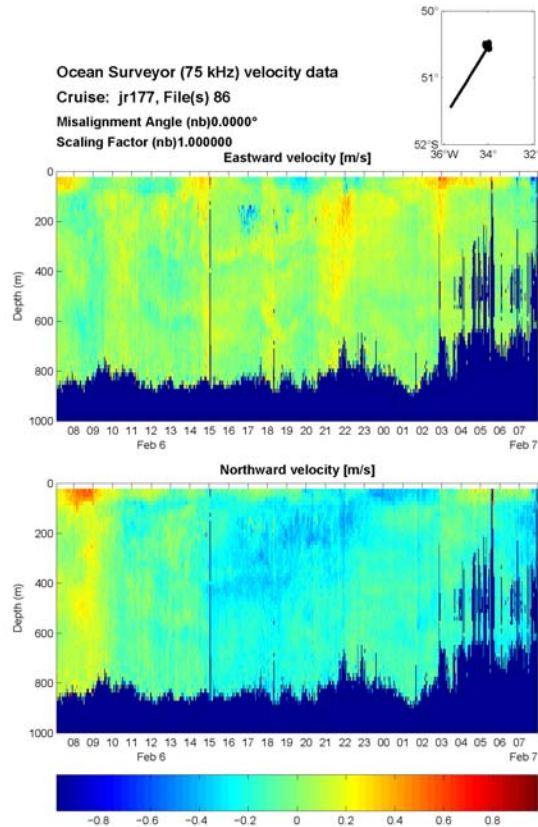 50°
51°
52°S
36°W 34° 32°
Ocean Surveyor (75 kHz) velocity data
Cruise: jr177, File(s) 86
Misalignment Angle (nb)0.0000°
Scaling Factor (nb)1.000000
Eastward velocity [m/s]
0
200
400
600
800
1000
Depth (m)
08 09 10 11 12 13 14 15 16 17 18 19 20 21 22 23 00 01 02 03 04 05 06 07
Feb 6 Feb 7
Northward velocity [m/s]
0
200
400
600
800
1000
Depth (m)
08 09 10 11 12 13 14 15 16 17 18 19 20 21 22 23 00 01 02 03 04 05 06 07
Feb 6 Feb 7
−0.8 −0.6 −0.4 −0.2 0 0.2 0.4 0.6 0.8